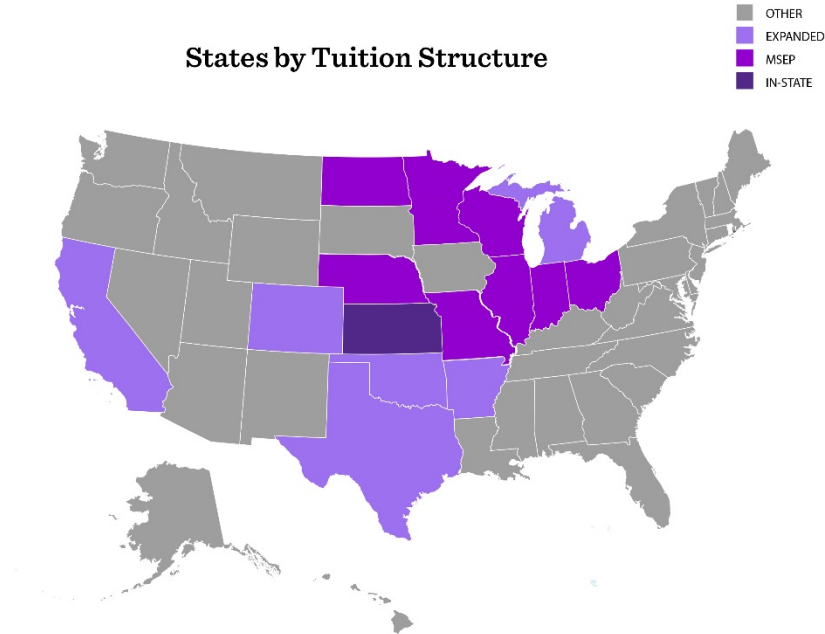 States by Tuition Structure
OTHER
EXPANDED
MSEP
IN-STATE